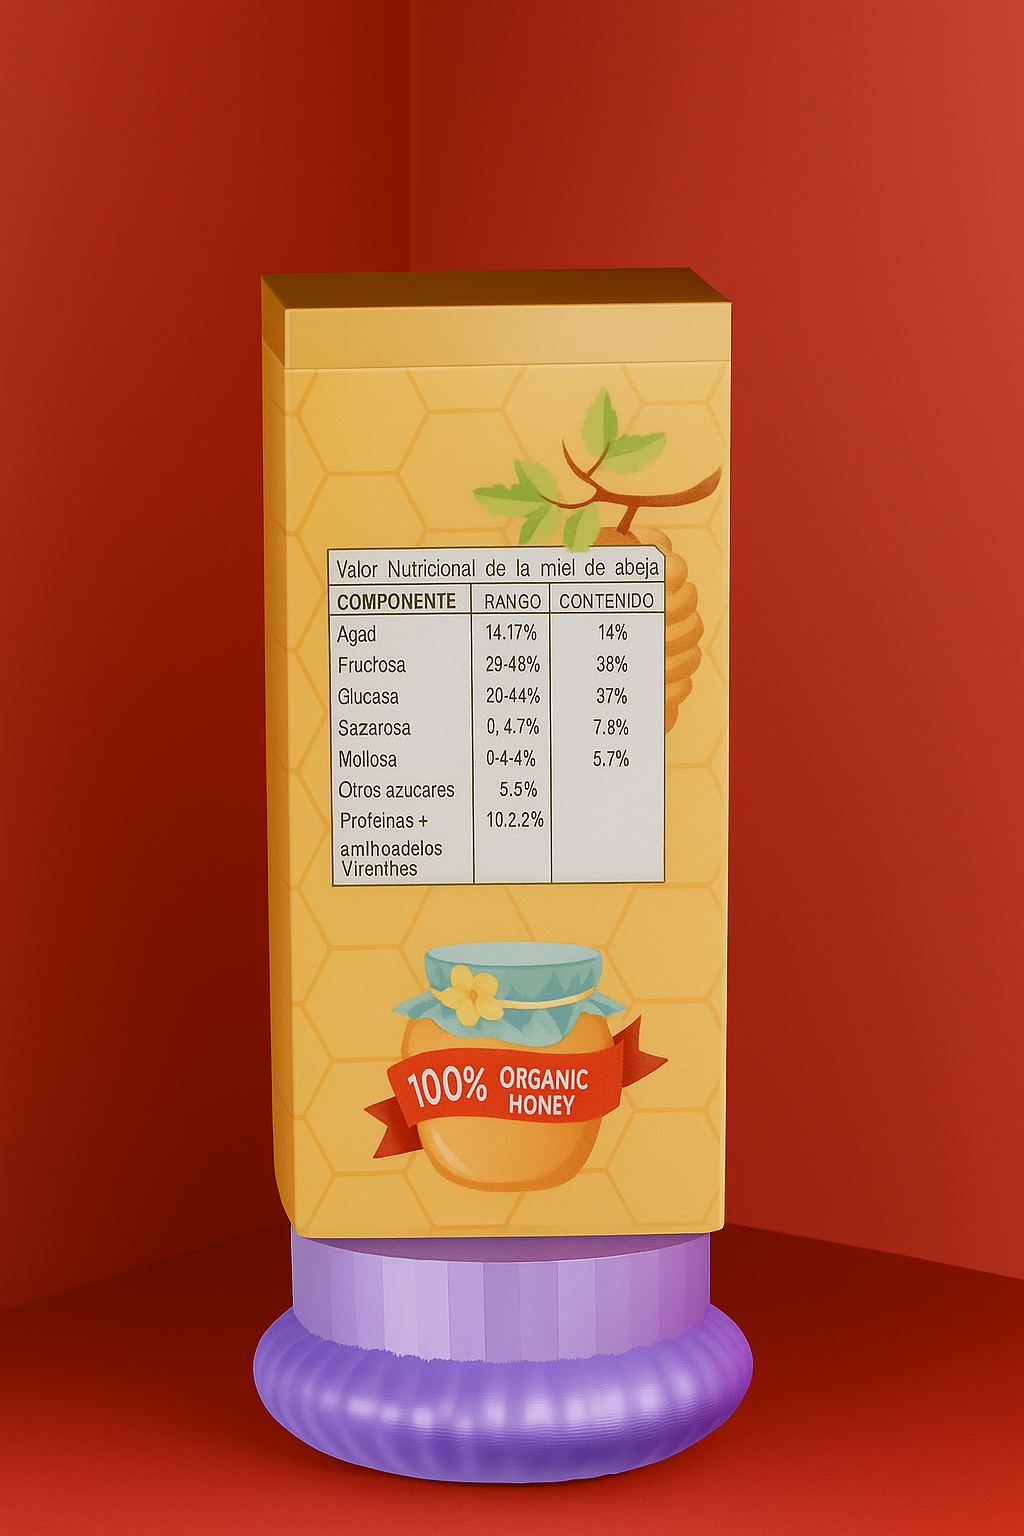 Valor Nutricional de la miel de abeja
COMPONENTE RANGO CONTENIDO
Agad 14.17% 14%
Fructosa 29-48% 38%
Glucasa 20-44% 37%
Sazarosa 0, 4.7% 7.8%
Mollosa 0-4-4% 5.7%
Otros azucares 5.5%
Profeinas + 10.2.2%
amlhoadelos
Virenthes
100% ORGANIC
HONEY